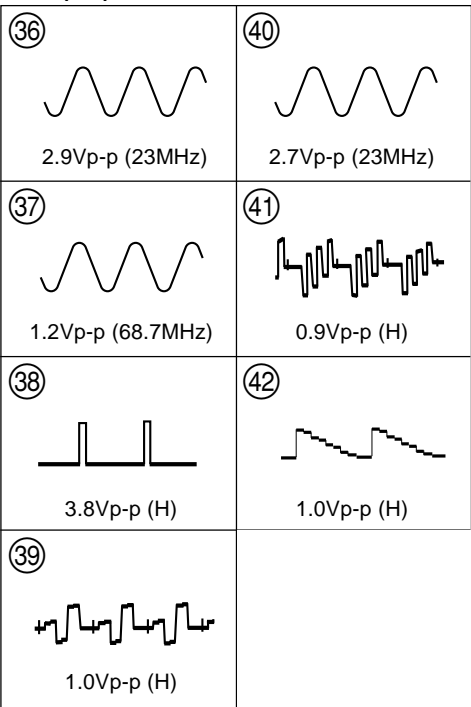 36
2.9Vp-p (23MHz)
37
1.2Vp-p (68.7MHz)
38
3.8Vp-p (H)
39
1.0Vp-p (H)
40
2.7Vp-p (23MHz)
41
0.9Vp-p (H)
42
1.0Vp-p (H)